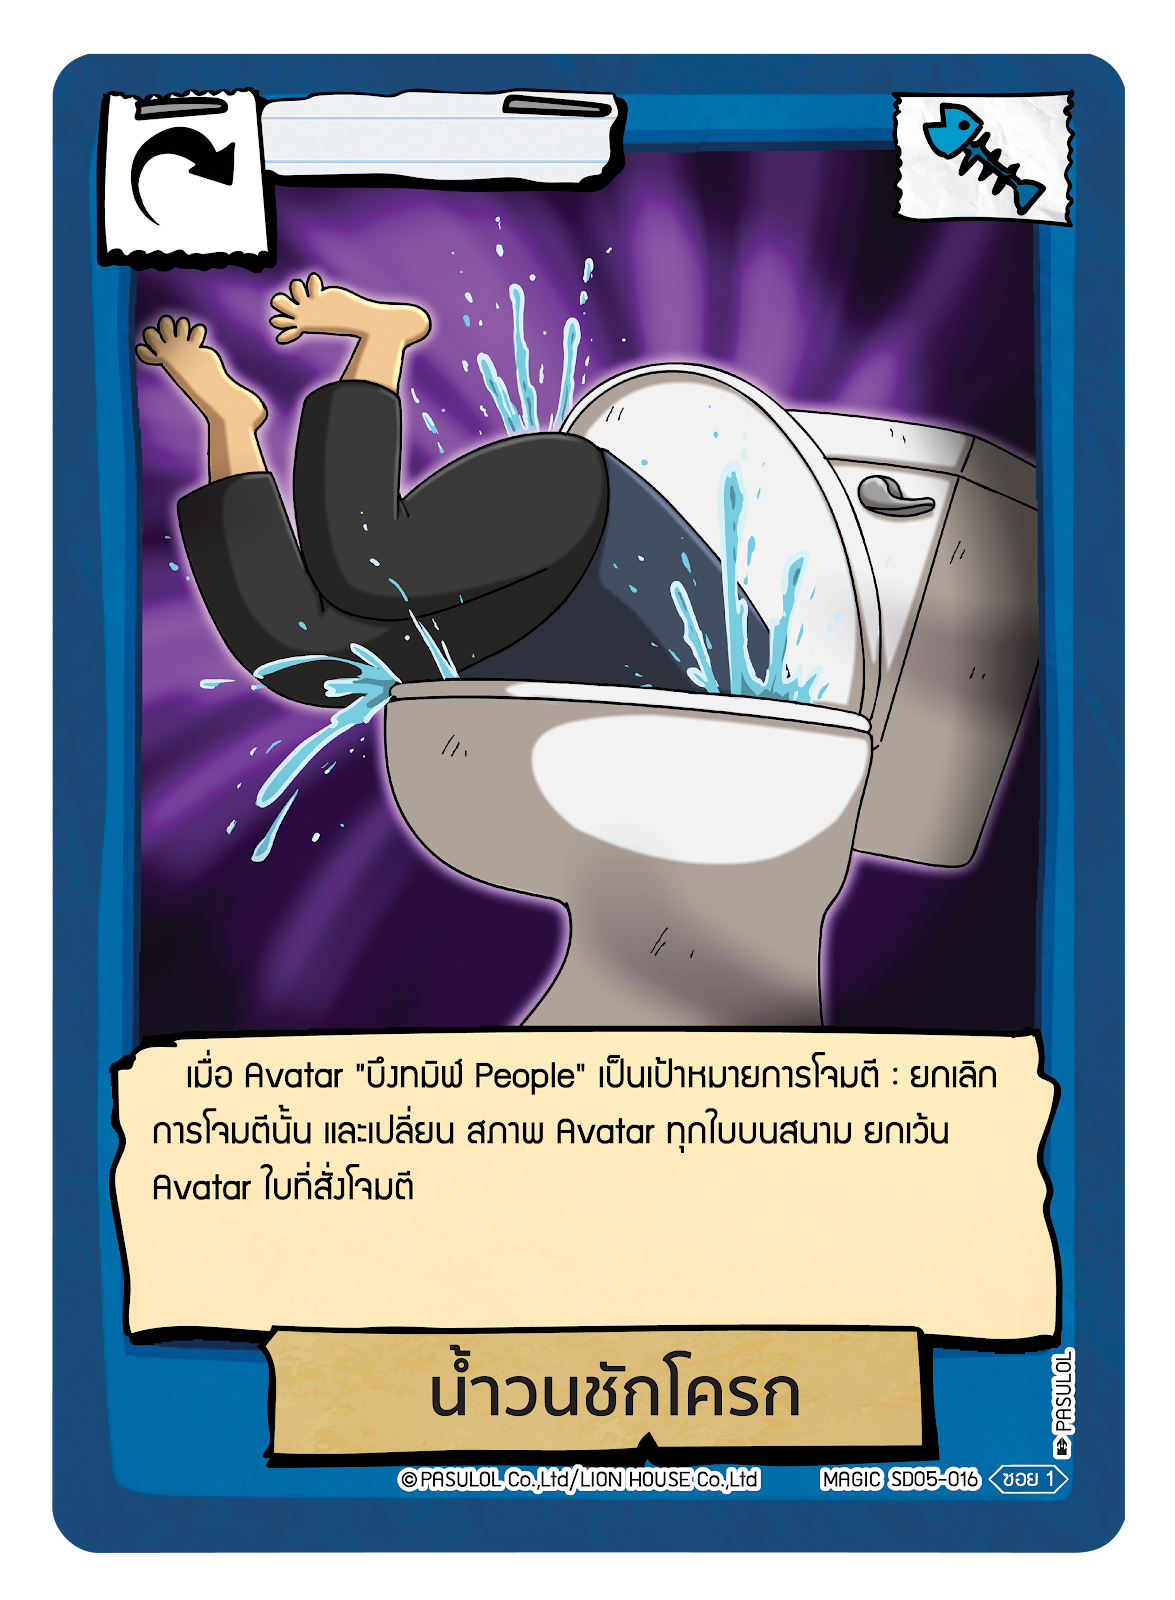 เมื่อ Avatar "บึงทมิฬ People" เป็นเป้าหมายการโจมตี : ยกเลิก
การโจมตีนั้น และเปลี่ยน สภาพ Avatar ทุกใบบนสนาม ยกเว้น
Avatar ใบที่สั่งโจมตี
น้ำวนชักโครก
PASULOL
©PASULOL Co.,Ltd/LION HOUSE Co.,Ltd
MAGIC SD05-016 ซอย 1